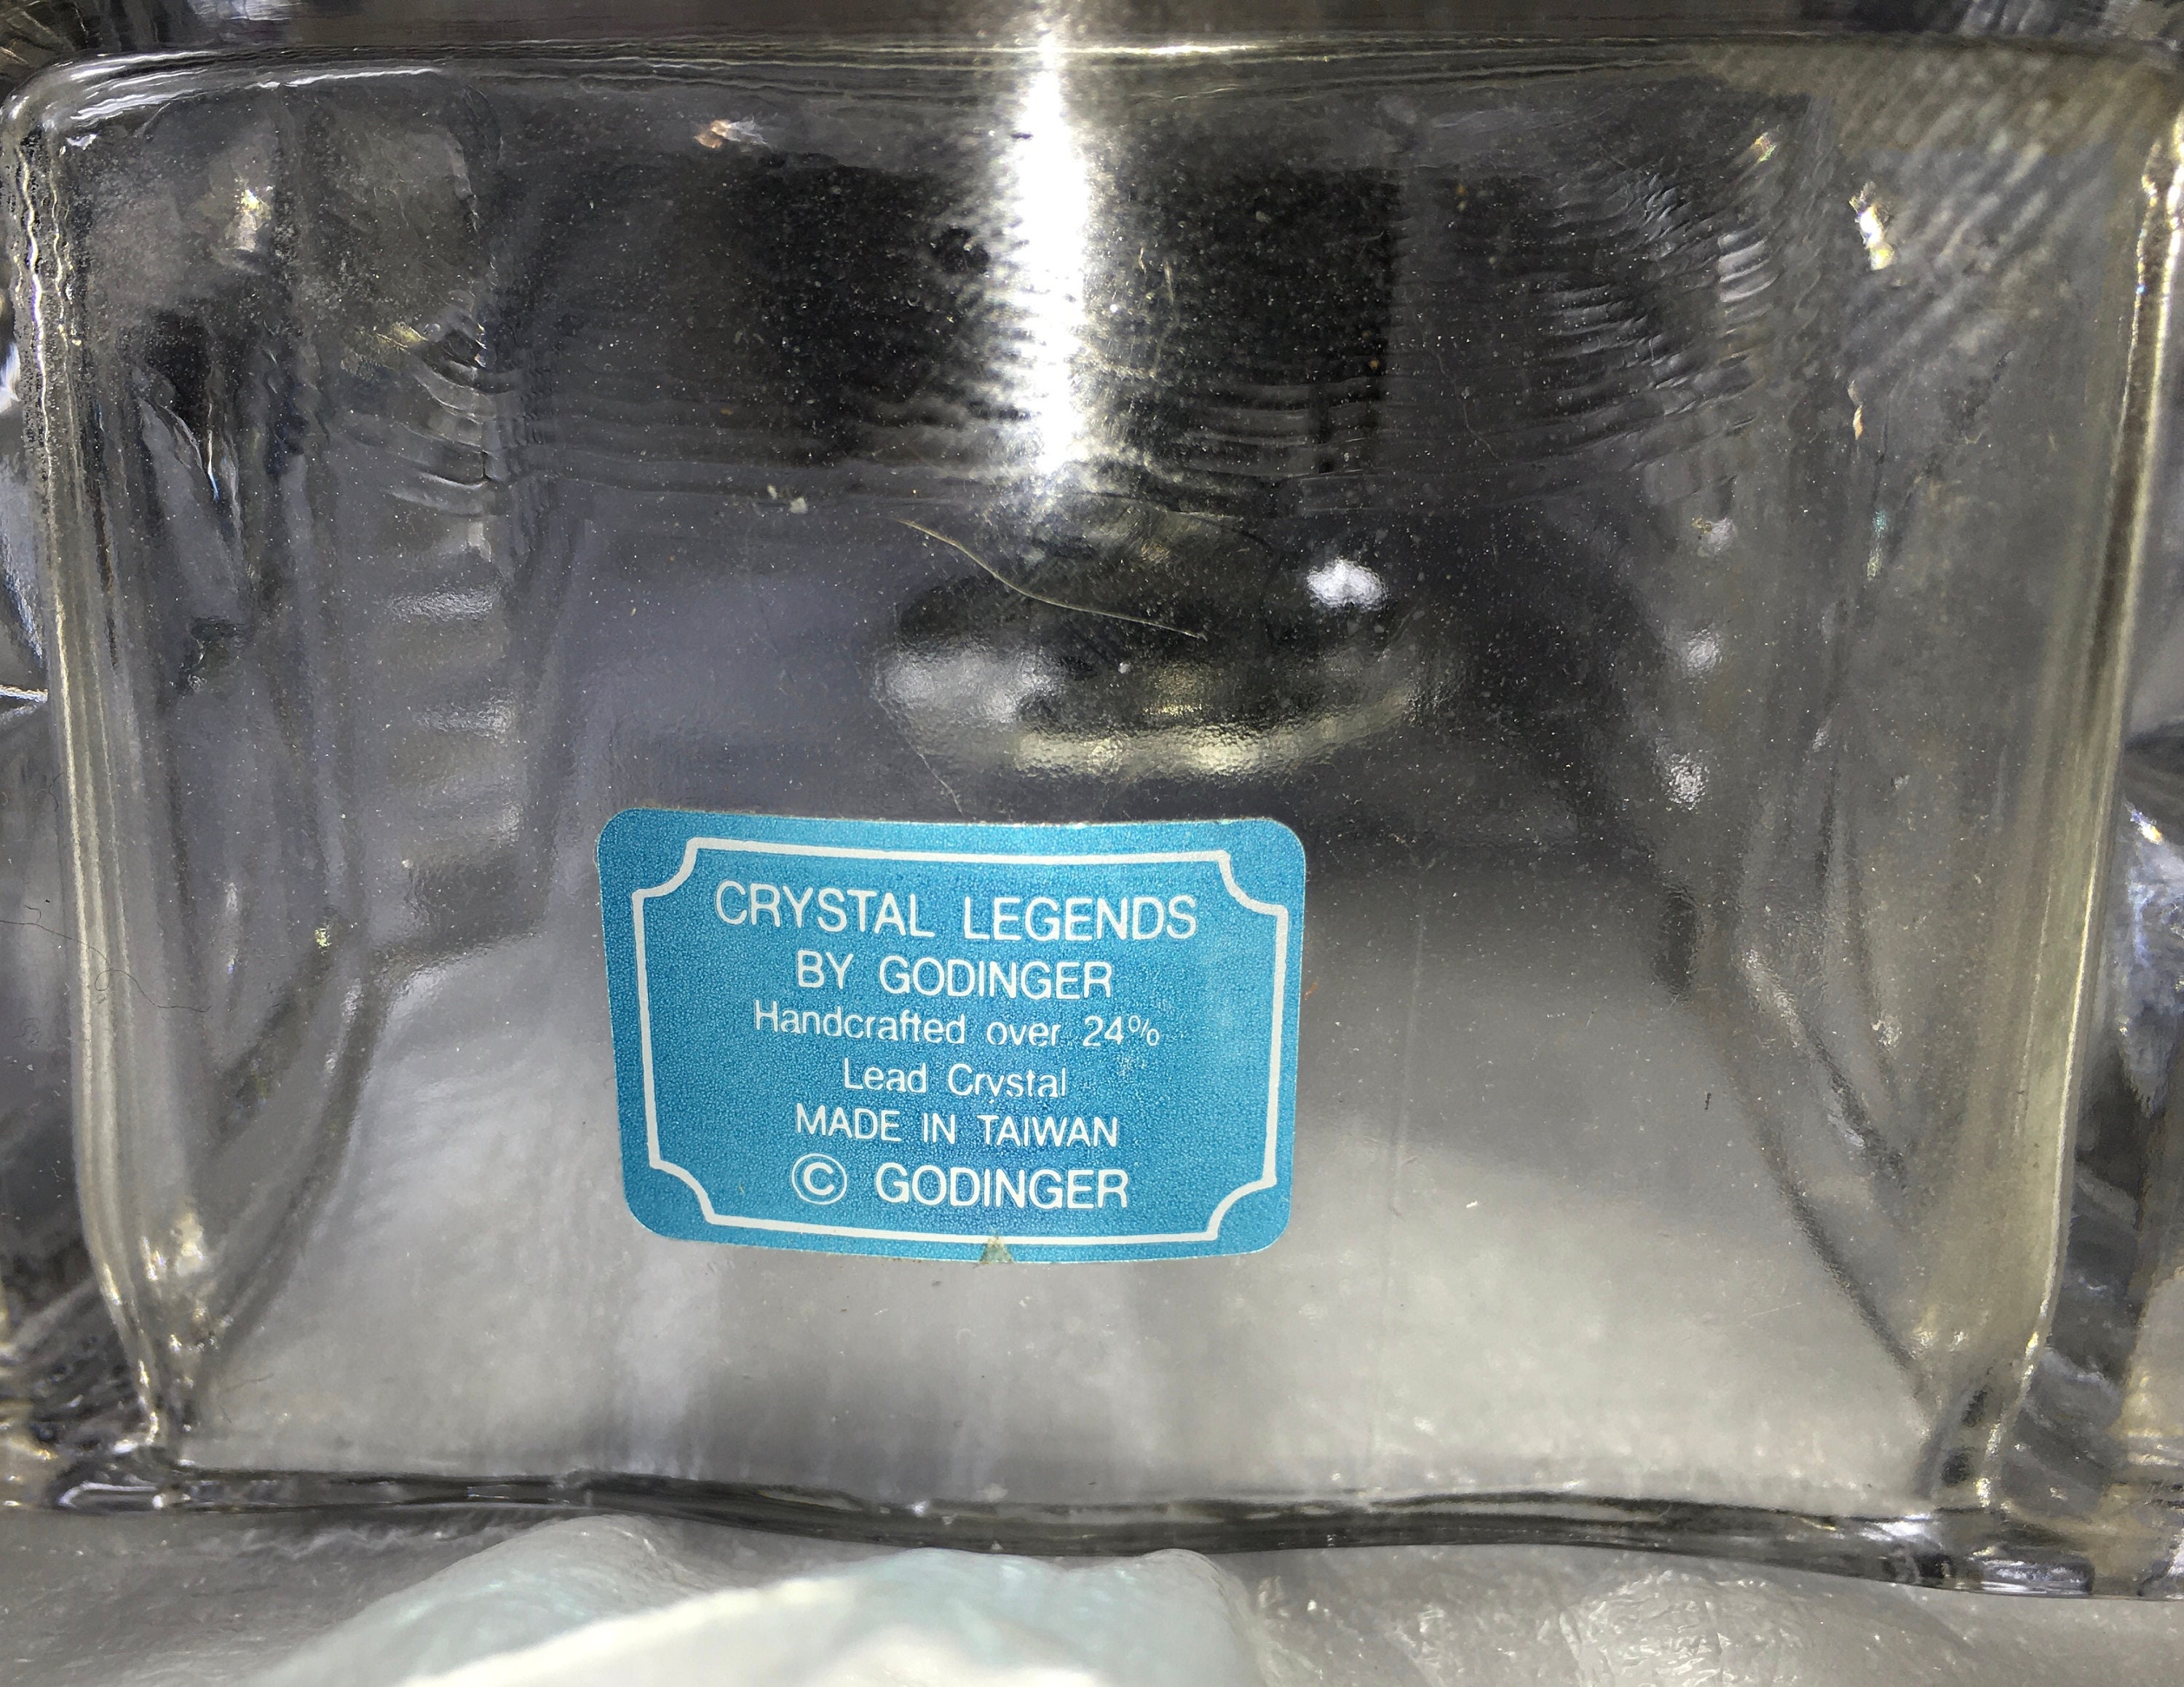 CRYSTAL LEGENDS
BY GODINGER
Handcrafted over 24%
Lead Crystal
MADE IN TAIWAN
© GODINGER